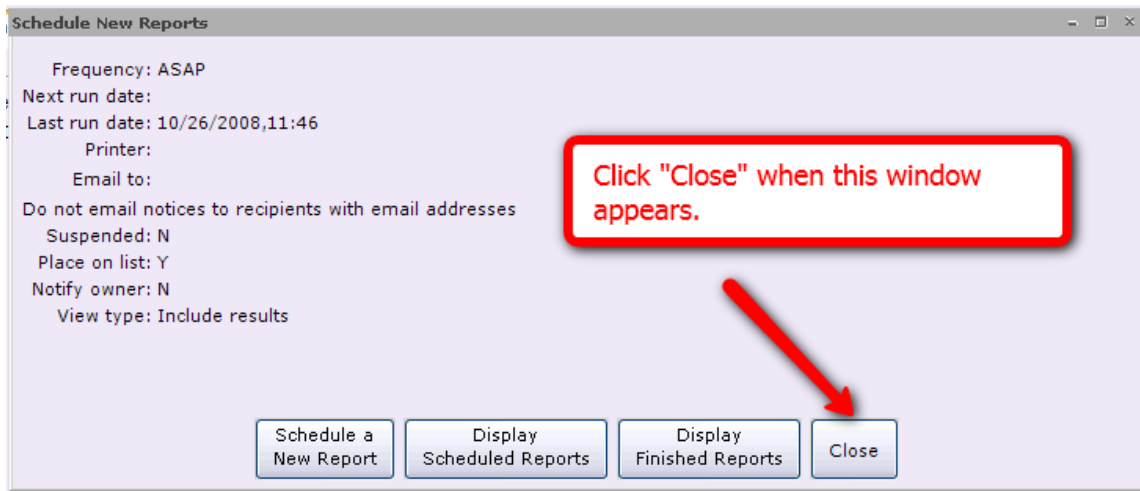 Schedule New Reports
Frequency: ASAP
Next run date:
Last run date: 10/26/2008,11:46
Printer:
Email to:
Do not email notices to recipients with email addresses
Suspended: N
Place on list: Y
Notify owner: N
View type: Include results
Click "Close" when this window
appears.
Schedule a
New Report
Display
Scheduled Reports
Display
Finished Reports
Close